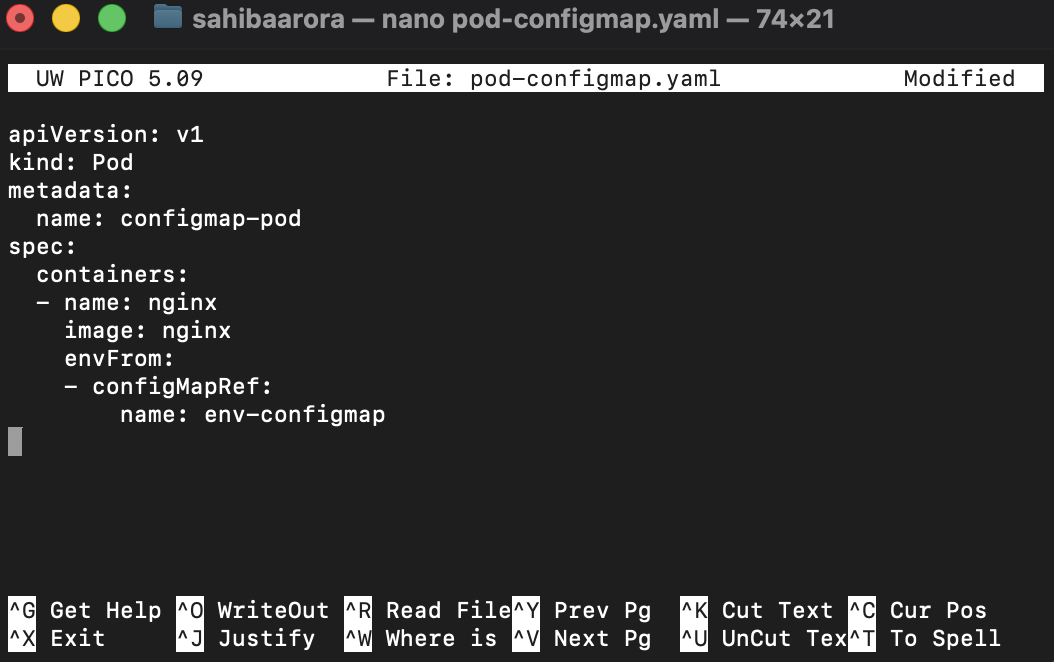 sahibaarora — nano pod-configmap.yaml — 74×21
UW PICO 5.09 File: pod-configmap.yaml Modified
apiVersion: v1
kind: Pod
metadata:
  name: configmap-pod
spec:
  containers:
  - name: nginx
    image: nginx
    envFrom:
    - configMapRef:
        name: env-configmap
^G Get Help ^O WriteOut ^R Read File^Y Prev Pg ^K Cut Text ^C Cur Pos
^X Exit ^J Justify ^W Where is ^V Next Pg ^U UnCut Tex^T To Spell